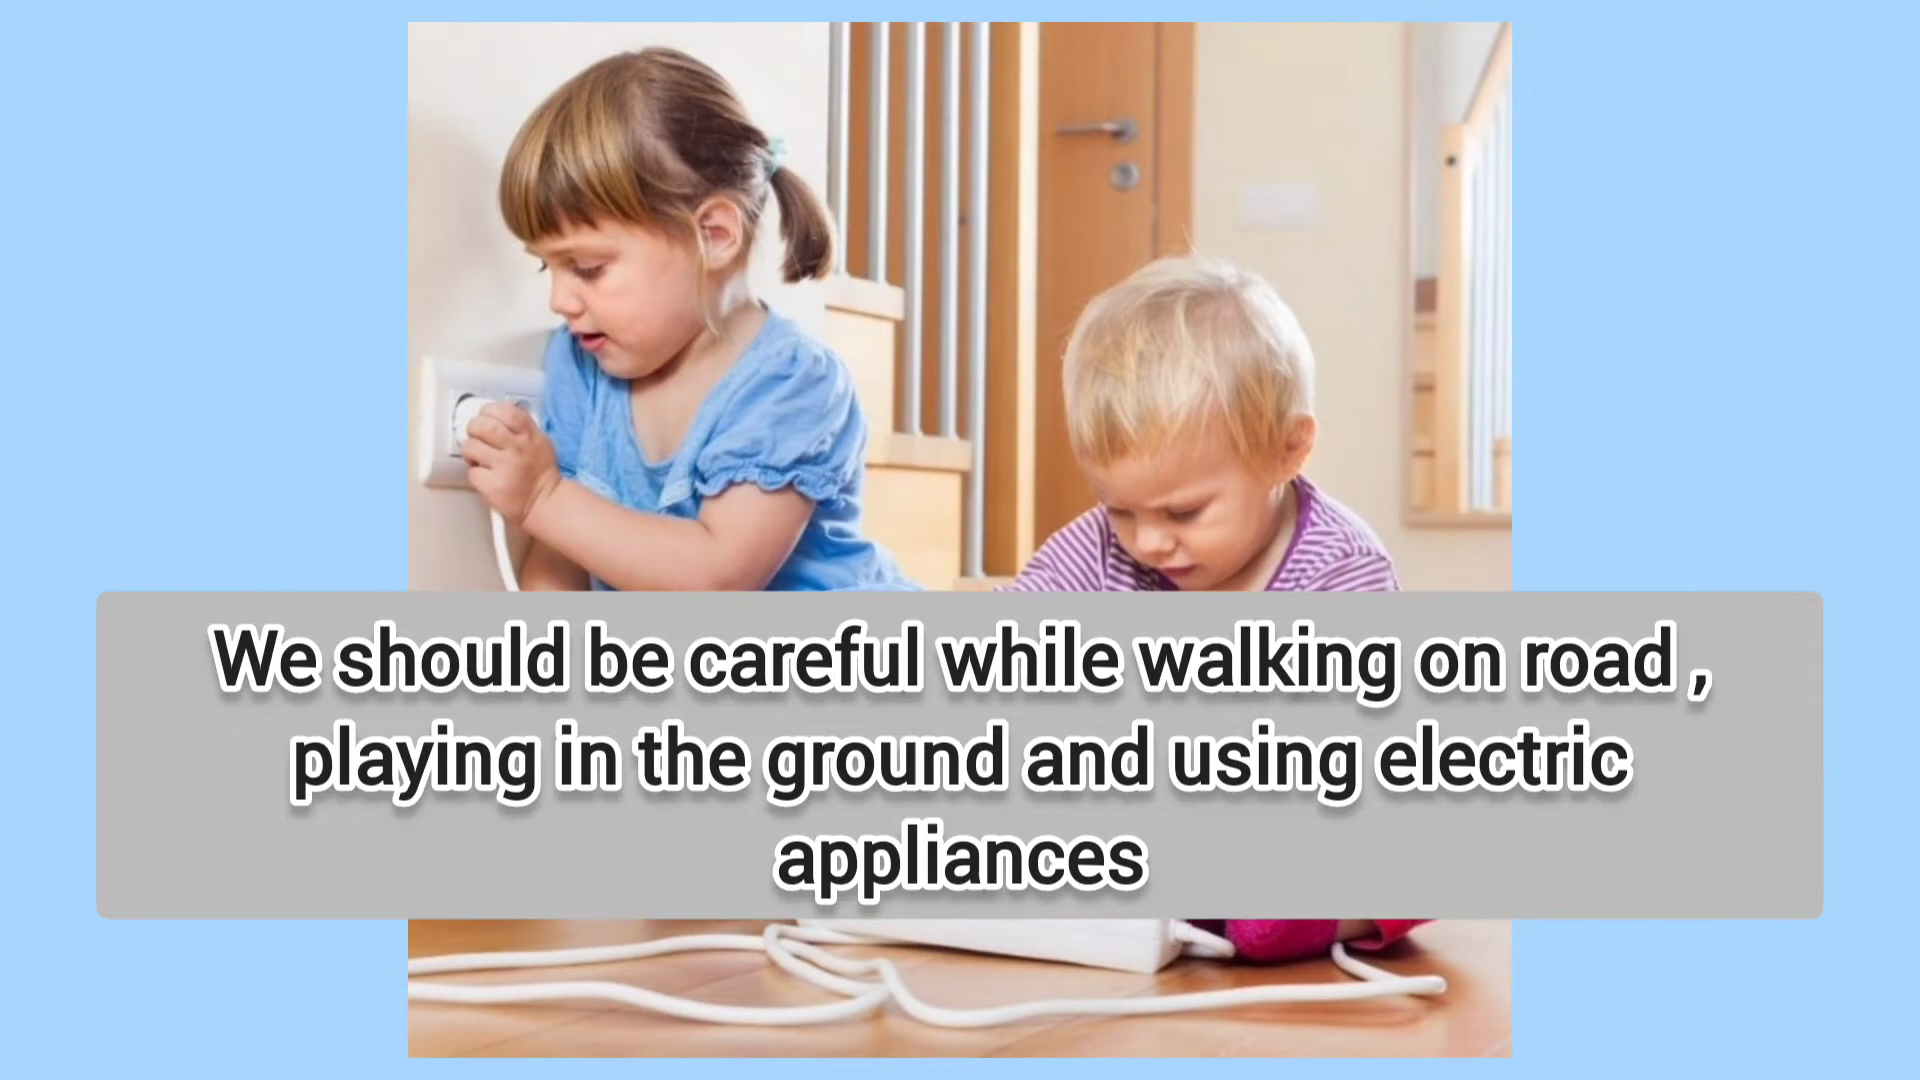 We should be careful while walking on road ,
playing in the ground and using electric
appliances